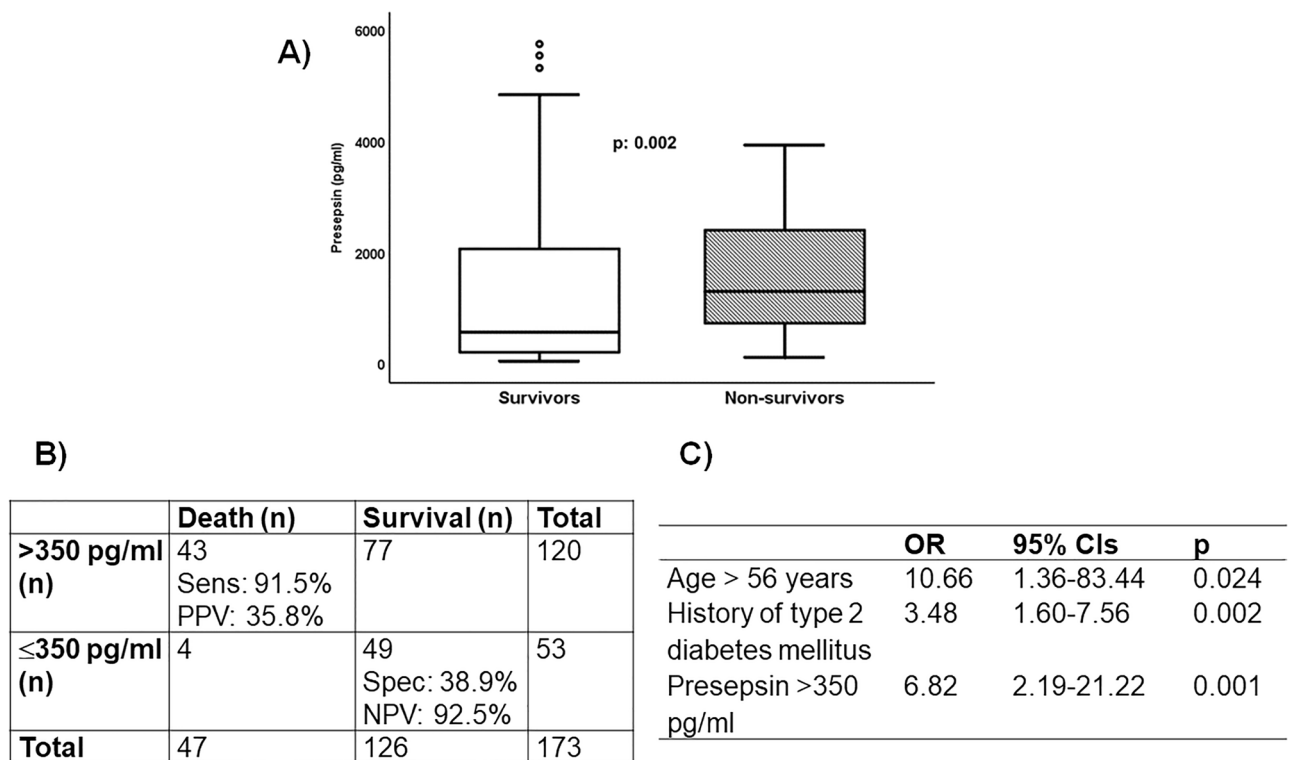 A)
6000
4000
2000
0
Presepsin (pg/ml)
p: 0.002
Survivors Non-survivors
B)
Death (n) Survival (n) Total
>350 pg/ml 43 77 120
(n) Sens: 91.5%
PPV: 35.8%
≤350 pg/ml 4 49 53
(n) Spec: 38.9%
NPV: 92.5%
Total 47 126 173
C)
OR 95% CIs p
Age > 56 years 10.66 1.36-83.44 0.024
History of type 2 3.48 1.60-7.56 0.002
diabetes mellitus
Presepsin >350 6.82 2.19-21.22 0.001
pg/ml